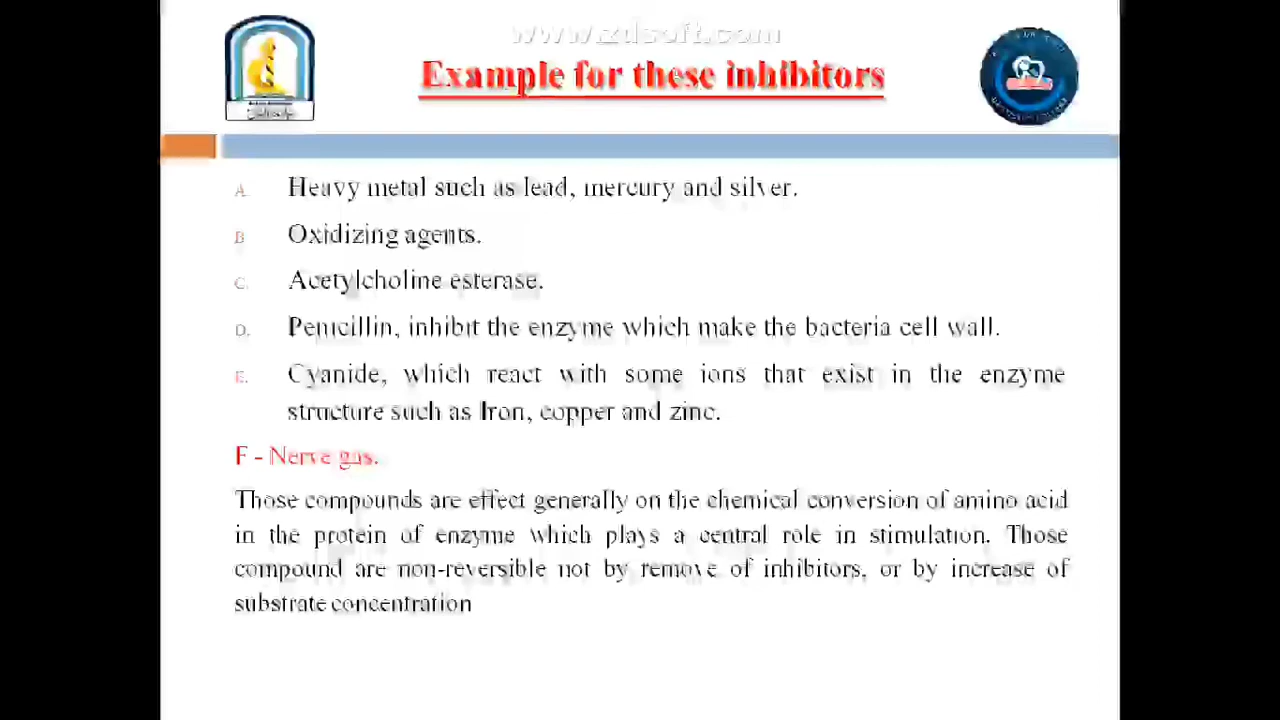 www.zdsoft.com
Example for these inhibitors
A. Heavy metal such as lead, mercury and silver.
B. Oxidizing agents.
C. Acetylcholine esterase.
D. Penicillin, inhibit the enzyme which make the bacteria cell wall.
E. Cyanide, which react with some ions that exist in the enzyme
structure such as Iron, copper and zinc.
F - Nerve gas.
Those compounds are effect generally on the chemical conversion of amino acid
in the protein of enzyme which plays a central role in stimulation. Those
compound are non-reversible not by remove of inhibitors, or by increase of
substrate concentration